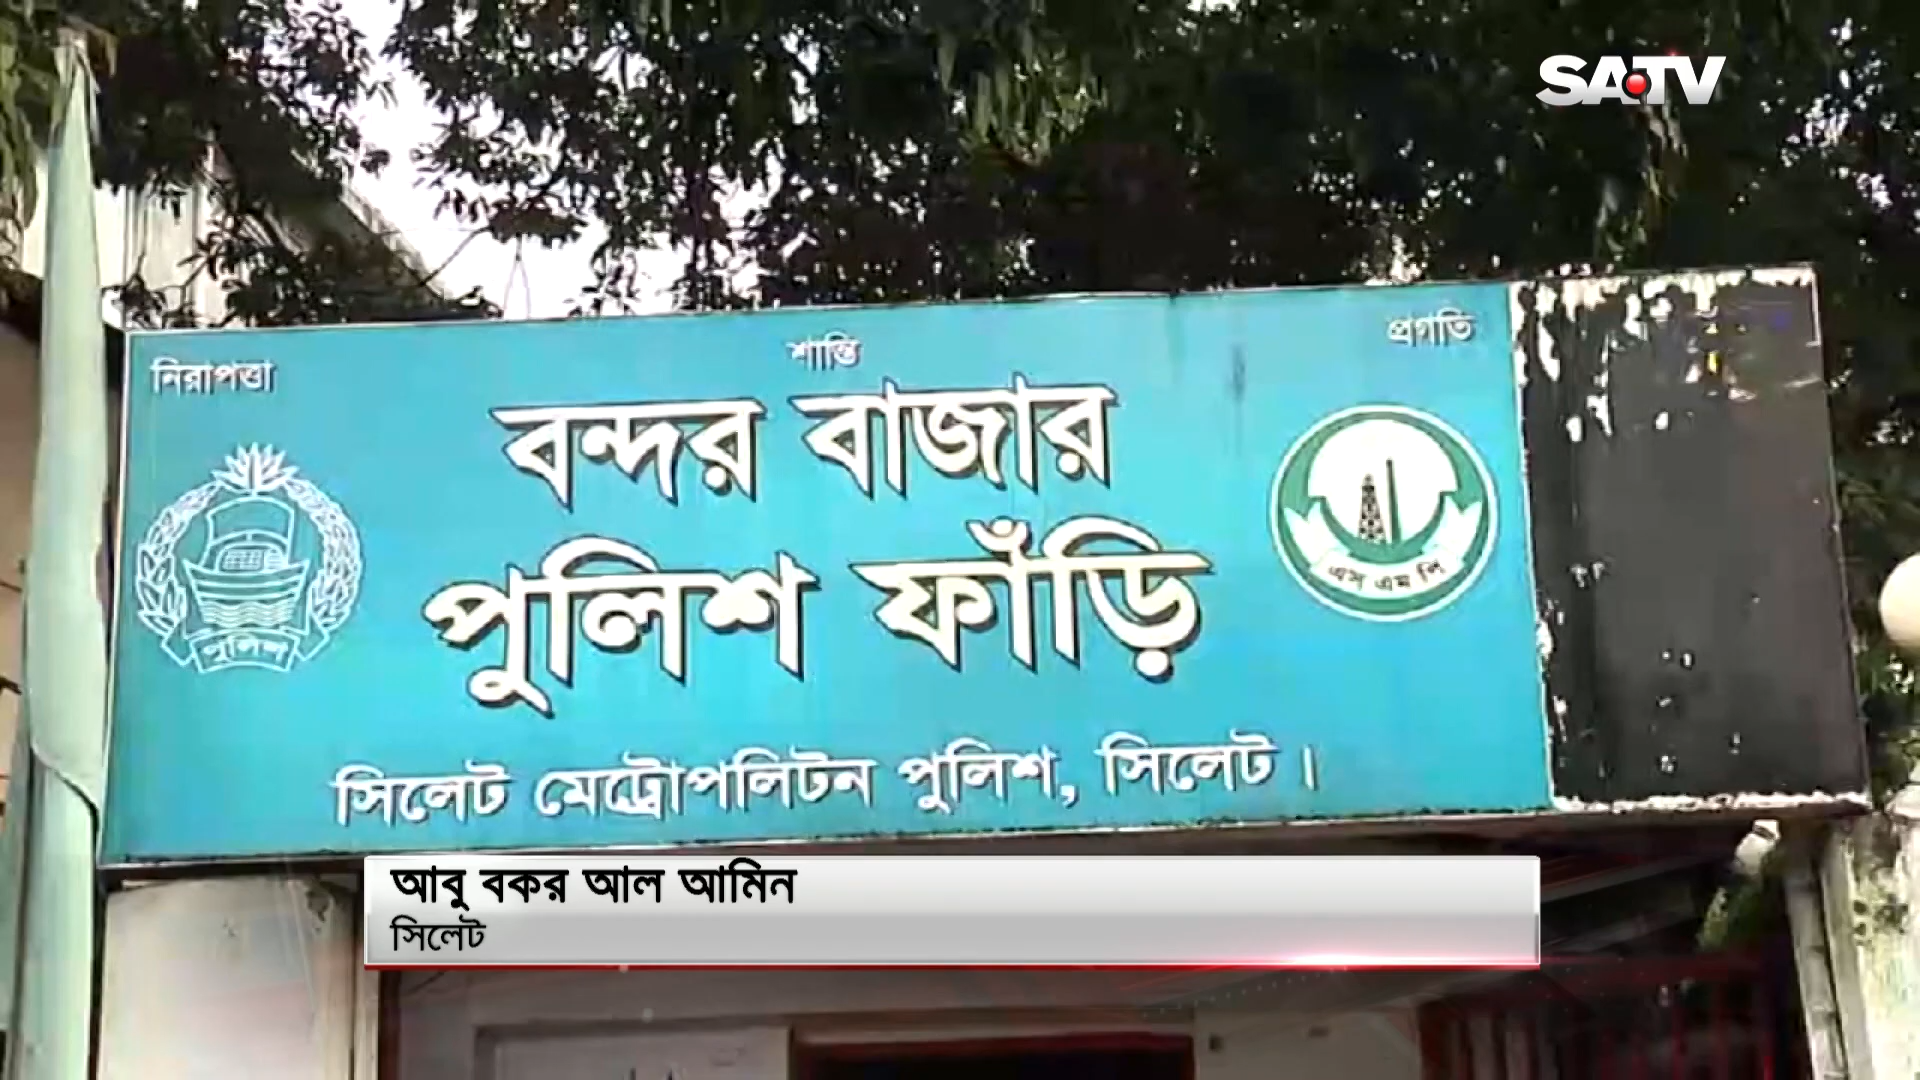 SATV
নিরাপত্তা
শান্তি
প্রগতি
বন্দর বাজার
পুলিশ ফাঁড়ি
পুলিশ
এস এম পি
সিলেট মেট্রোপলিটন পুলিশ, সিলেট।
আবু বকর আল আমিন
সিলেট